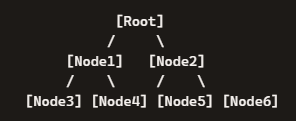 [Root]
/ \
[Node1] [Node2]
/ \ / \
[Node3] [Node4] [Node5] [Node6]